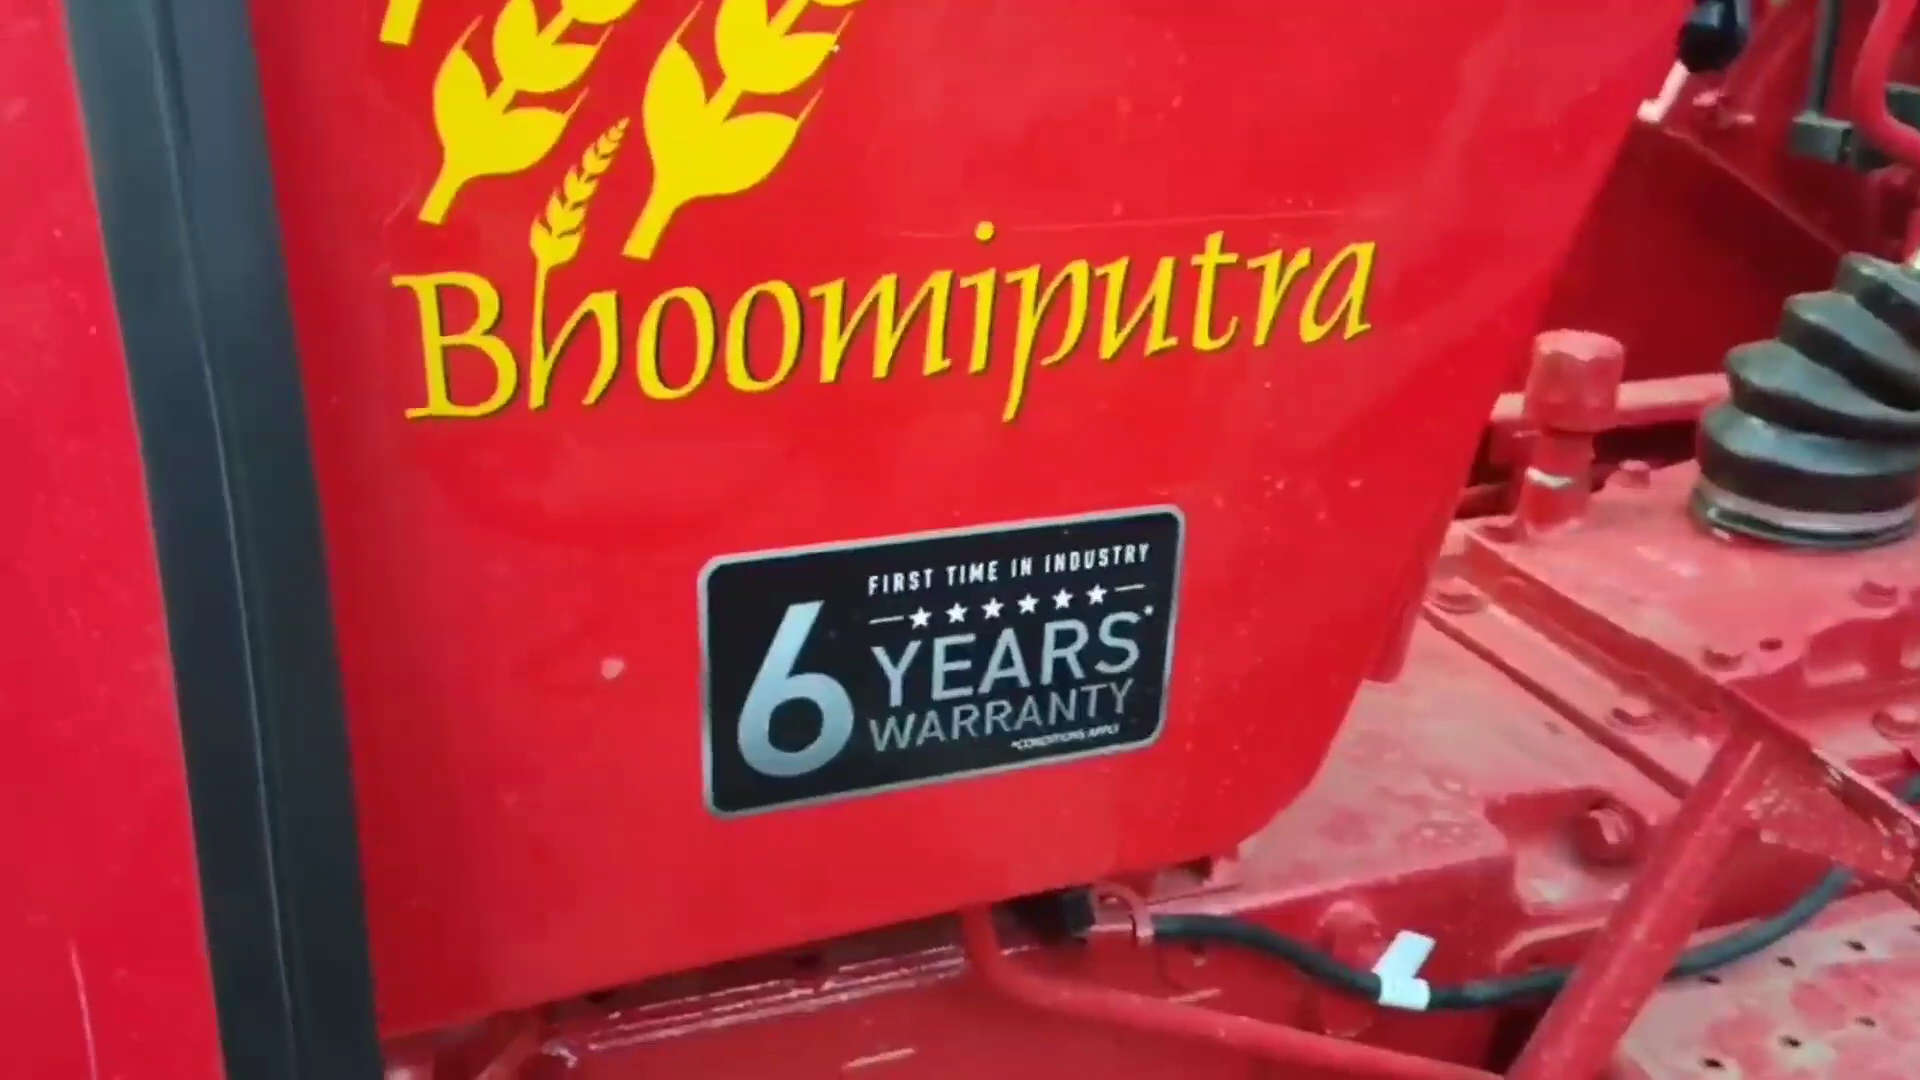 Bhoomiputra
FIRST TIME IN INDUSTRY
6 YEARS*
WARRANTY
*CONDITIONS APPLY